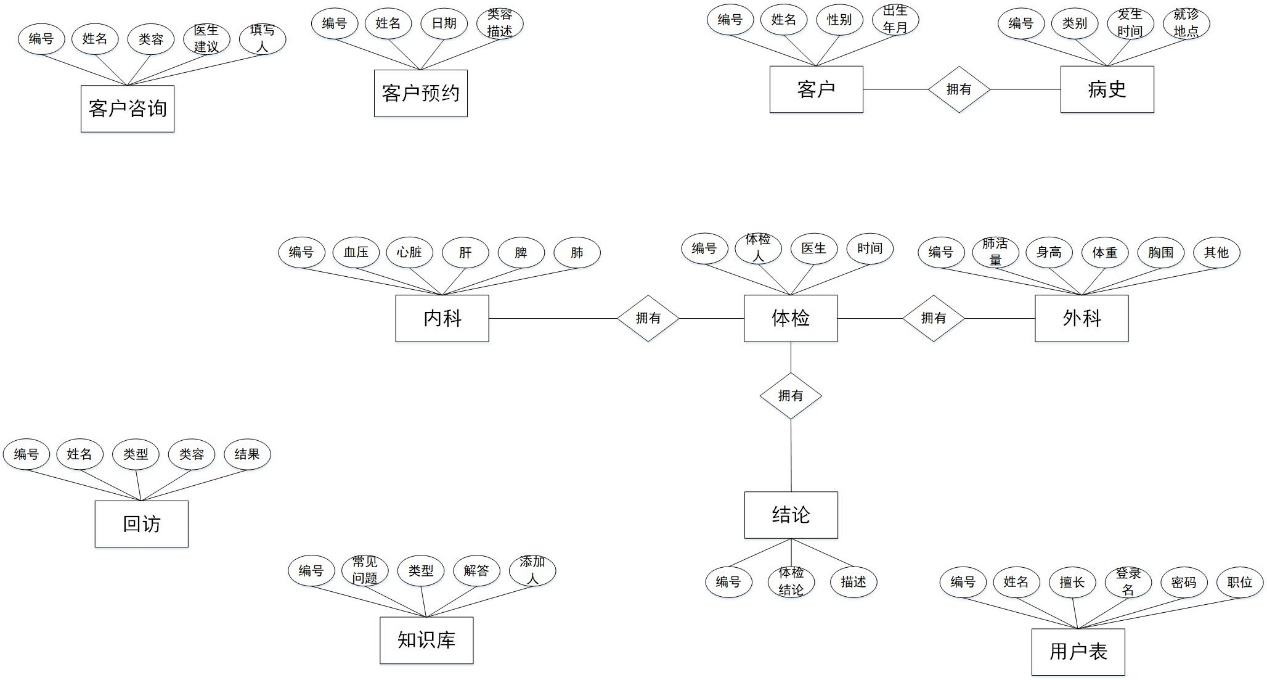 编号
姓名
类容
医生
建议
填写
人
客户咨询
编号
姓名
日期
类容
描述
客户预约
编号
姓名
性别
出生
年月
客户
拥有
编号
类别
发生
时间
就诊
地点
病史
编号
血压
心脏
肝
脾
肺
内科
拥有
编号
体检
人
医生
时间
体检
拥有
编号
肺活
量
身高
体重
胸围
其他
外科
拥有
结论
编号
体检
结论
描述
编号
姓名
类型
类容
结果
回访
编号
常见
问题
类型
解答
添加
人
知识库
编号
姓名
擅长
登录
名
密码
职位
用户表